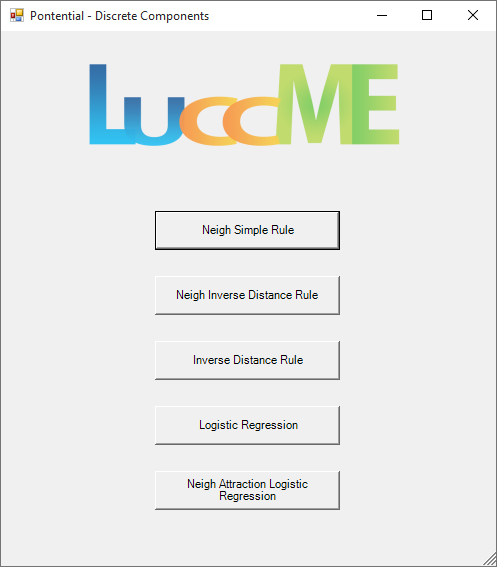 Pontential - Discrete Components
LuccME
Neigh Simple Rule
Neigh Inverse Distance Rule
Inverse Distance Rule
Logistic Regression
Neigh Attraction Logistic
Regression